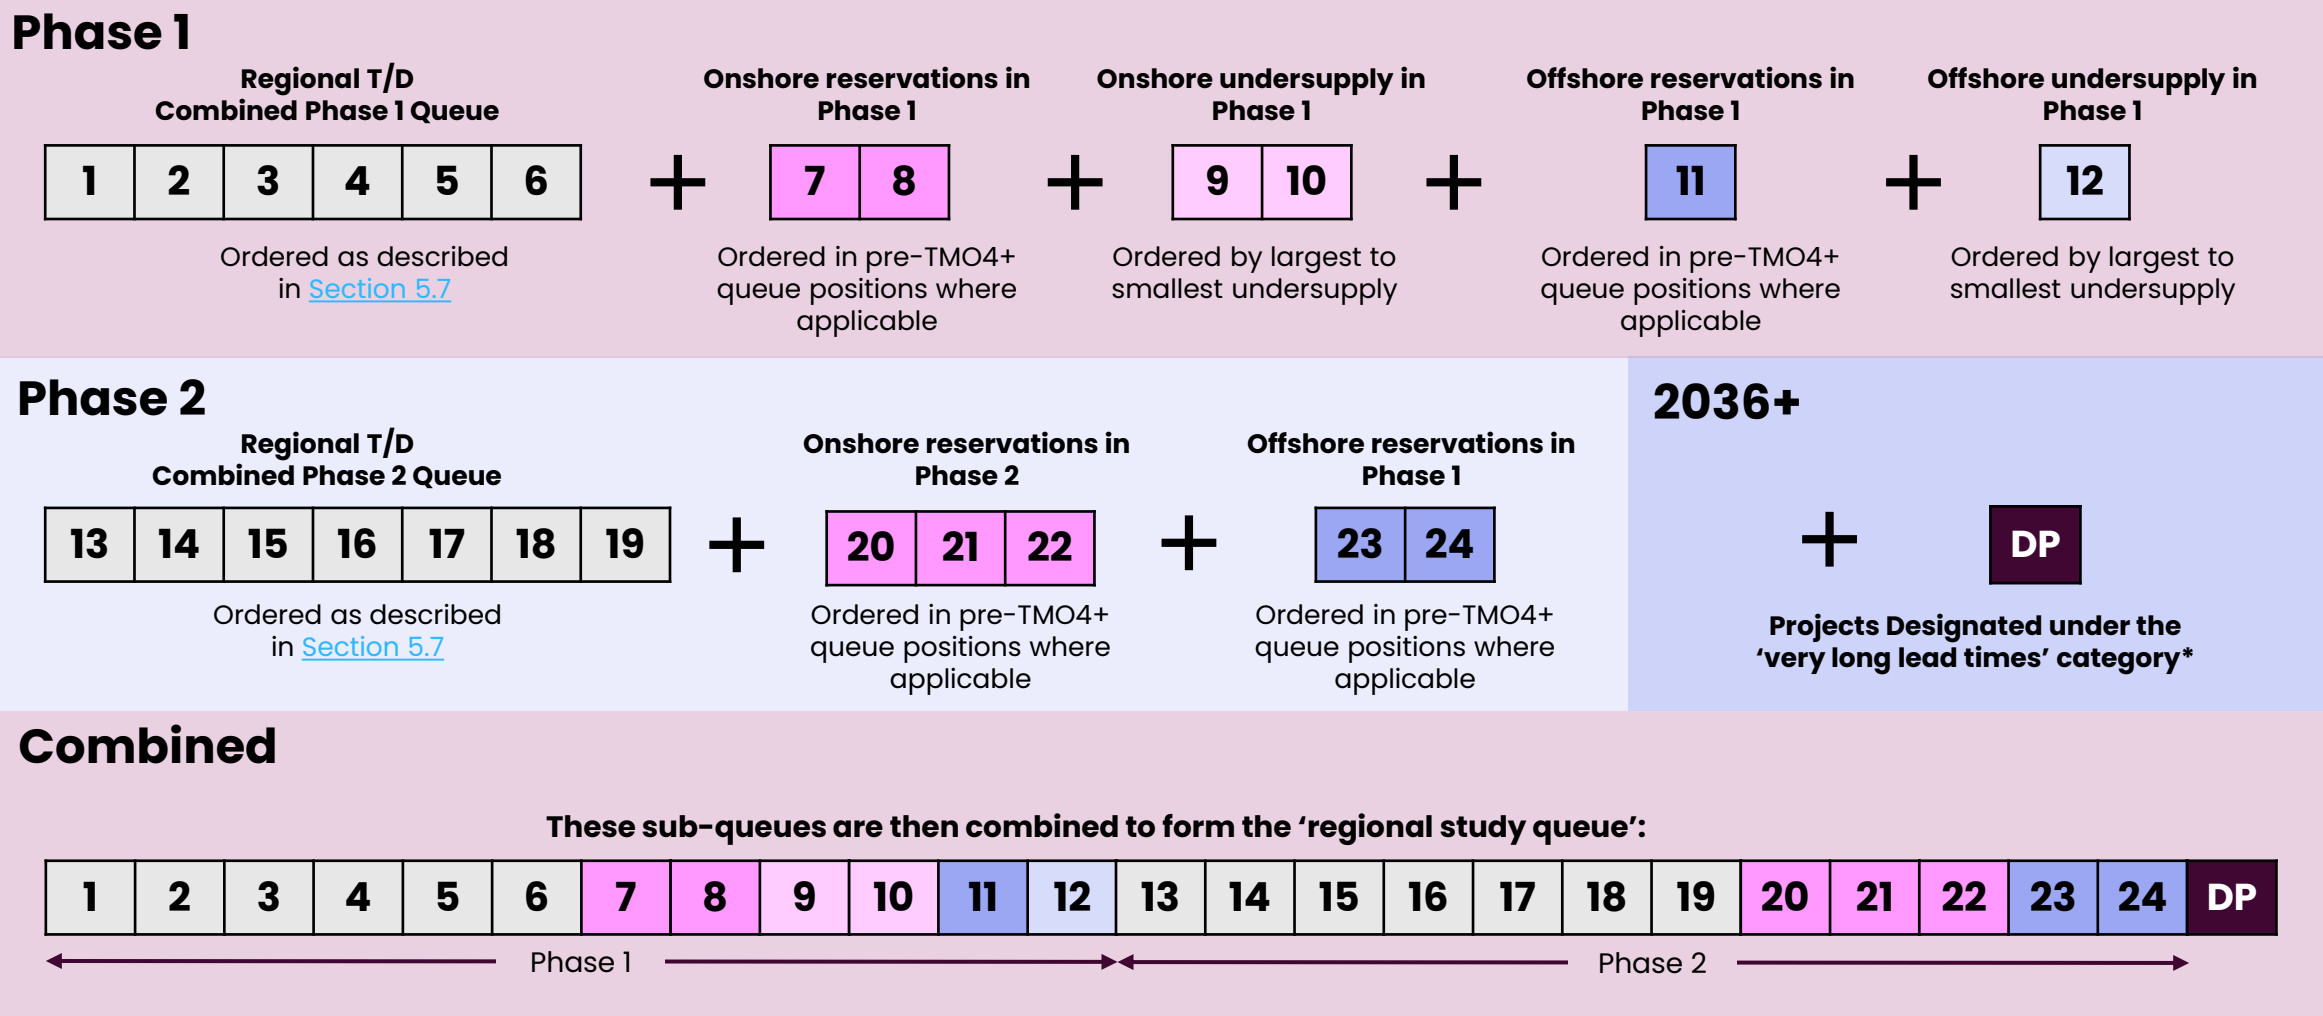 Phase 1
Regional T/D
Combined Phase 1 Queue
1 2 3 4 5 6
Ordered as described
in Section 5.7
+
Onshore reservations in
Phase 1
7 8
Ordered in pre-TMO4+
queue positions where
applicable
+
Onshore undersupply in
Phase 1
9 10
Ordered by largest to
smallest undersupply
+
Offshore reservations in
Phase 1
11
Ordered in pre-TMO4+
queue positions where
applicable
+
Offshore undersupply in
Phase 1
12
Ordered by largest to
smallest undersupply
Phase 2
Regional T/D
Combined Phase 2 Queue
13 14 15 16 17 18 19
Ordered as described
in Section 5.7
+
Onshore reservations in
Phase 2
20 21 22
Ordered in pre-TMO4+
queue positions where
applicable
+
Offshore reservations in
Phase 1
23 24
Ordered in pre-TMO4+
queue positions where
applicable
2036+
+
DP
Projects Designated under the
‘very long lead times’ category*
Combined
These sub-queues are then combined to form the ‘regional study queue’:
1 2 3 4 5 6 7 8 9 10 11 12 13 14 15 16 17 18 19 20 21 22 23 24 DP
Phase 1
Phase 2